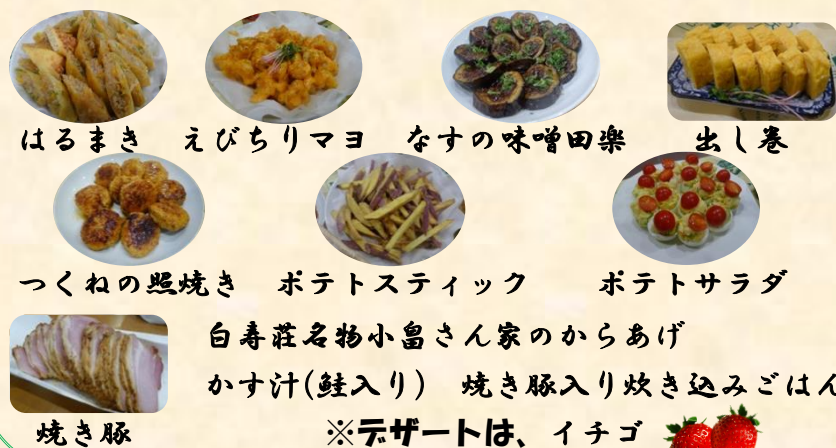 はるまき えびちりマヨ なすの味噌田楽 出し巻
つくねの照焼き ポテトスティック ポテトサラダ
白寿荘名物小畠さん家のからあげ
かす汁(鮭入り) 焼き豚入り炊き込みごはん
焼き豚 ※デザートは、イチゴ